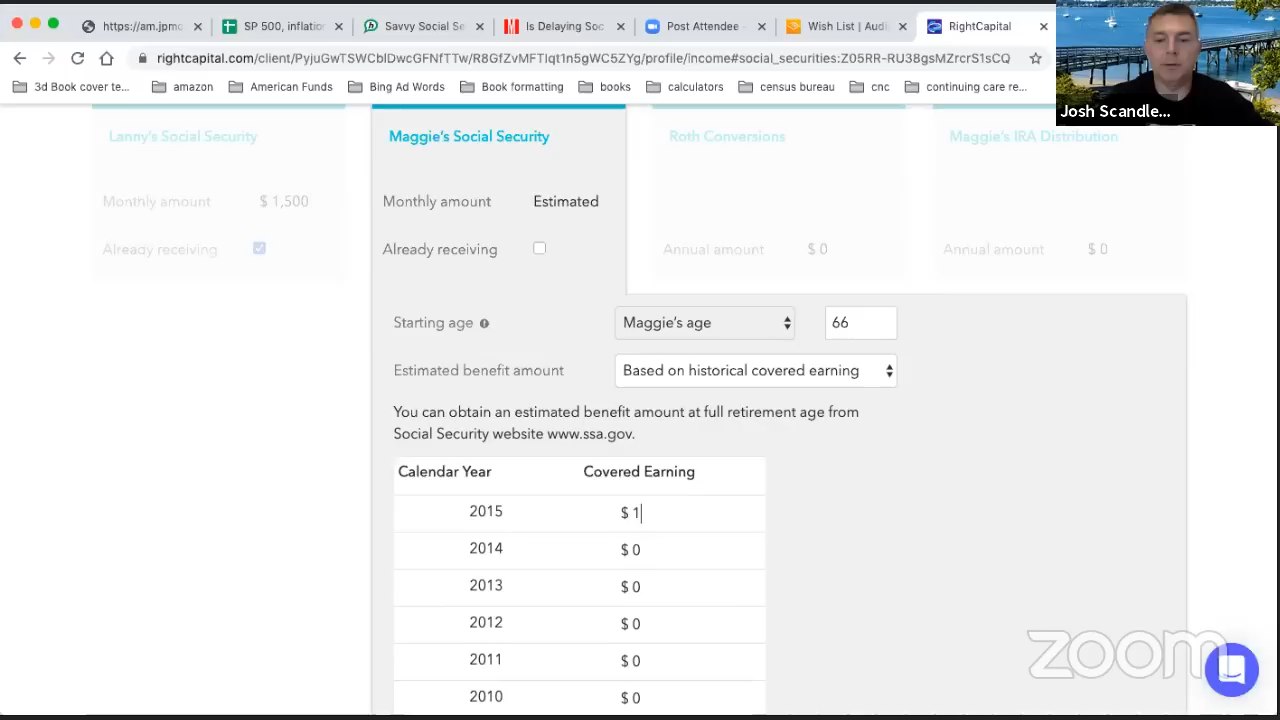 https://am.jpmc
SP 500, inflatio
Savvy Social Se
Is Delaying Soc
Post Attendee
Wish List | Audi
RightCapital
rightcapital.com/client/PyjuGwTSWCbIDwcGFNfTTw/R8GfZvMFTIqt1n5gWC5ZYg/profile/income#social_securities:Z05RR-RU38gsMZrcrS1sCQ
3d Book cover te...
amazon
American Funds
Bing Ad Words
Book formatting
books
calculators
census bureau
cnc
continuing care re...
Josh Scandle...
Lanny's Social Security
Maggie's Social Security
Roth Conversions
Maggie's IRA Distribution
Monthly amount $ 1,500
Monthly amount Estimated
Already receiving
Already receiving
Annual amount $ 0
Annual amount $ 0
Starting age Maggie's age 66
Estimated benefit amount Based on historical covered earning
You can obtain an estimated benefit amount at full retirement age from
Social Security website www.ssa.gov.
Calendar Year Covered Earning
2015 $ 1
2014 $ 0
2013 $ 0
2012 $ 0
2011 $ 0
2010 $ 0
zoom